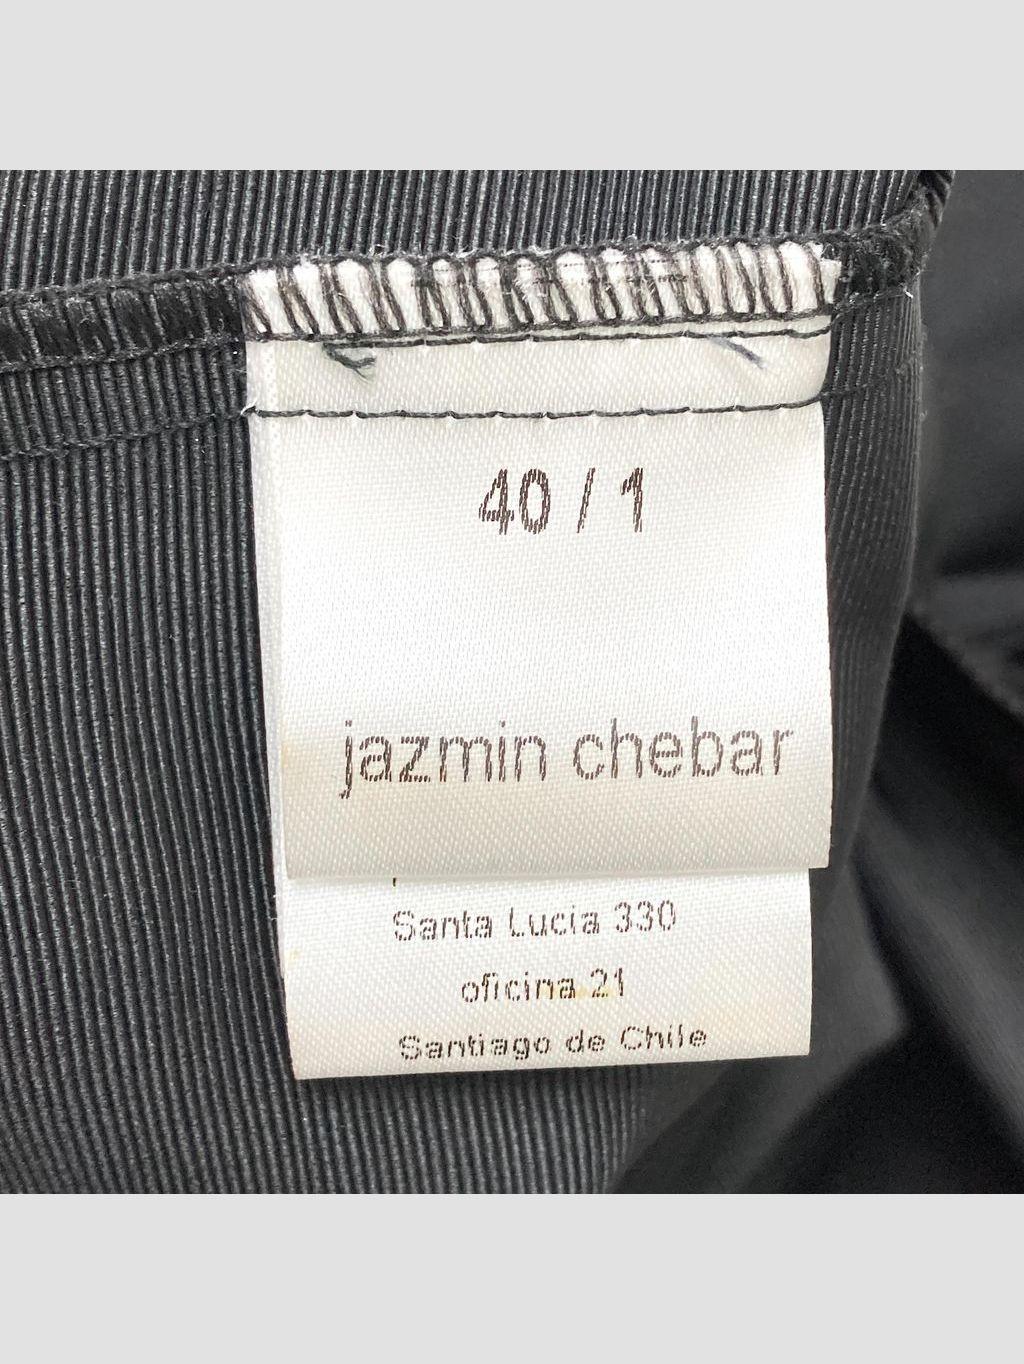 40 / 1
jazmin chebar
Santa Lucia 330
oficina 21
Santiago de Chile